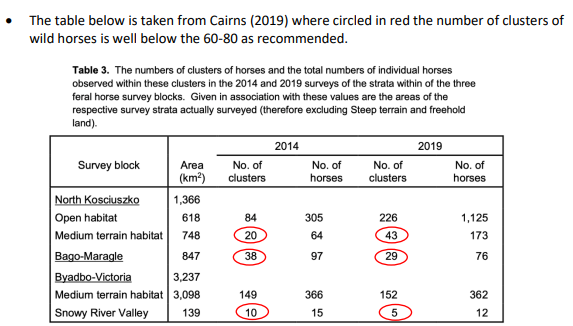 • The table below is taken from Cairns (2019) where circled in red the number of clusters of
wild horses is well below the 60-80 as recommended.
Table 3. The numbers of clusters of horses and the total numbers of individual horses
observed within these clusters in the 2014 and 2019 surveys of the strata within of the three
feral horse survey blocks. Given in association with these values are the areas of the
respective survey strata actually surveyed (therefore excluding Steep terrain and freehold
land).
2014 2019
Survey block Area No. of No. of No. of No. of
(km²) clusters horses clusters horses
North Kosciuszko 1,366
Open habitat 618 84 305 226 1,125
Medium terrain habitat 748 20 64 43 173
Bago-Maragle 847 38 97 29 76
Byadbo-Victoria 3,237
Medium terrain habitat 3,098 149 366 152 362
Snowy River Valley 139 10 15 5 12